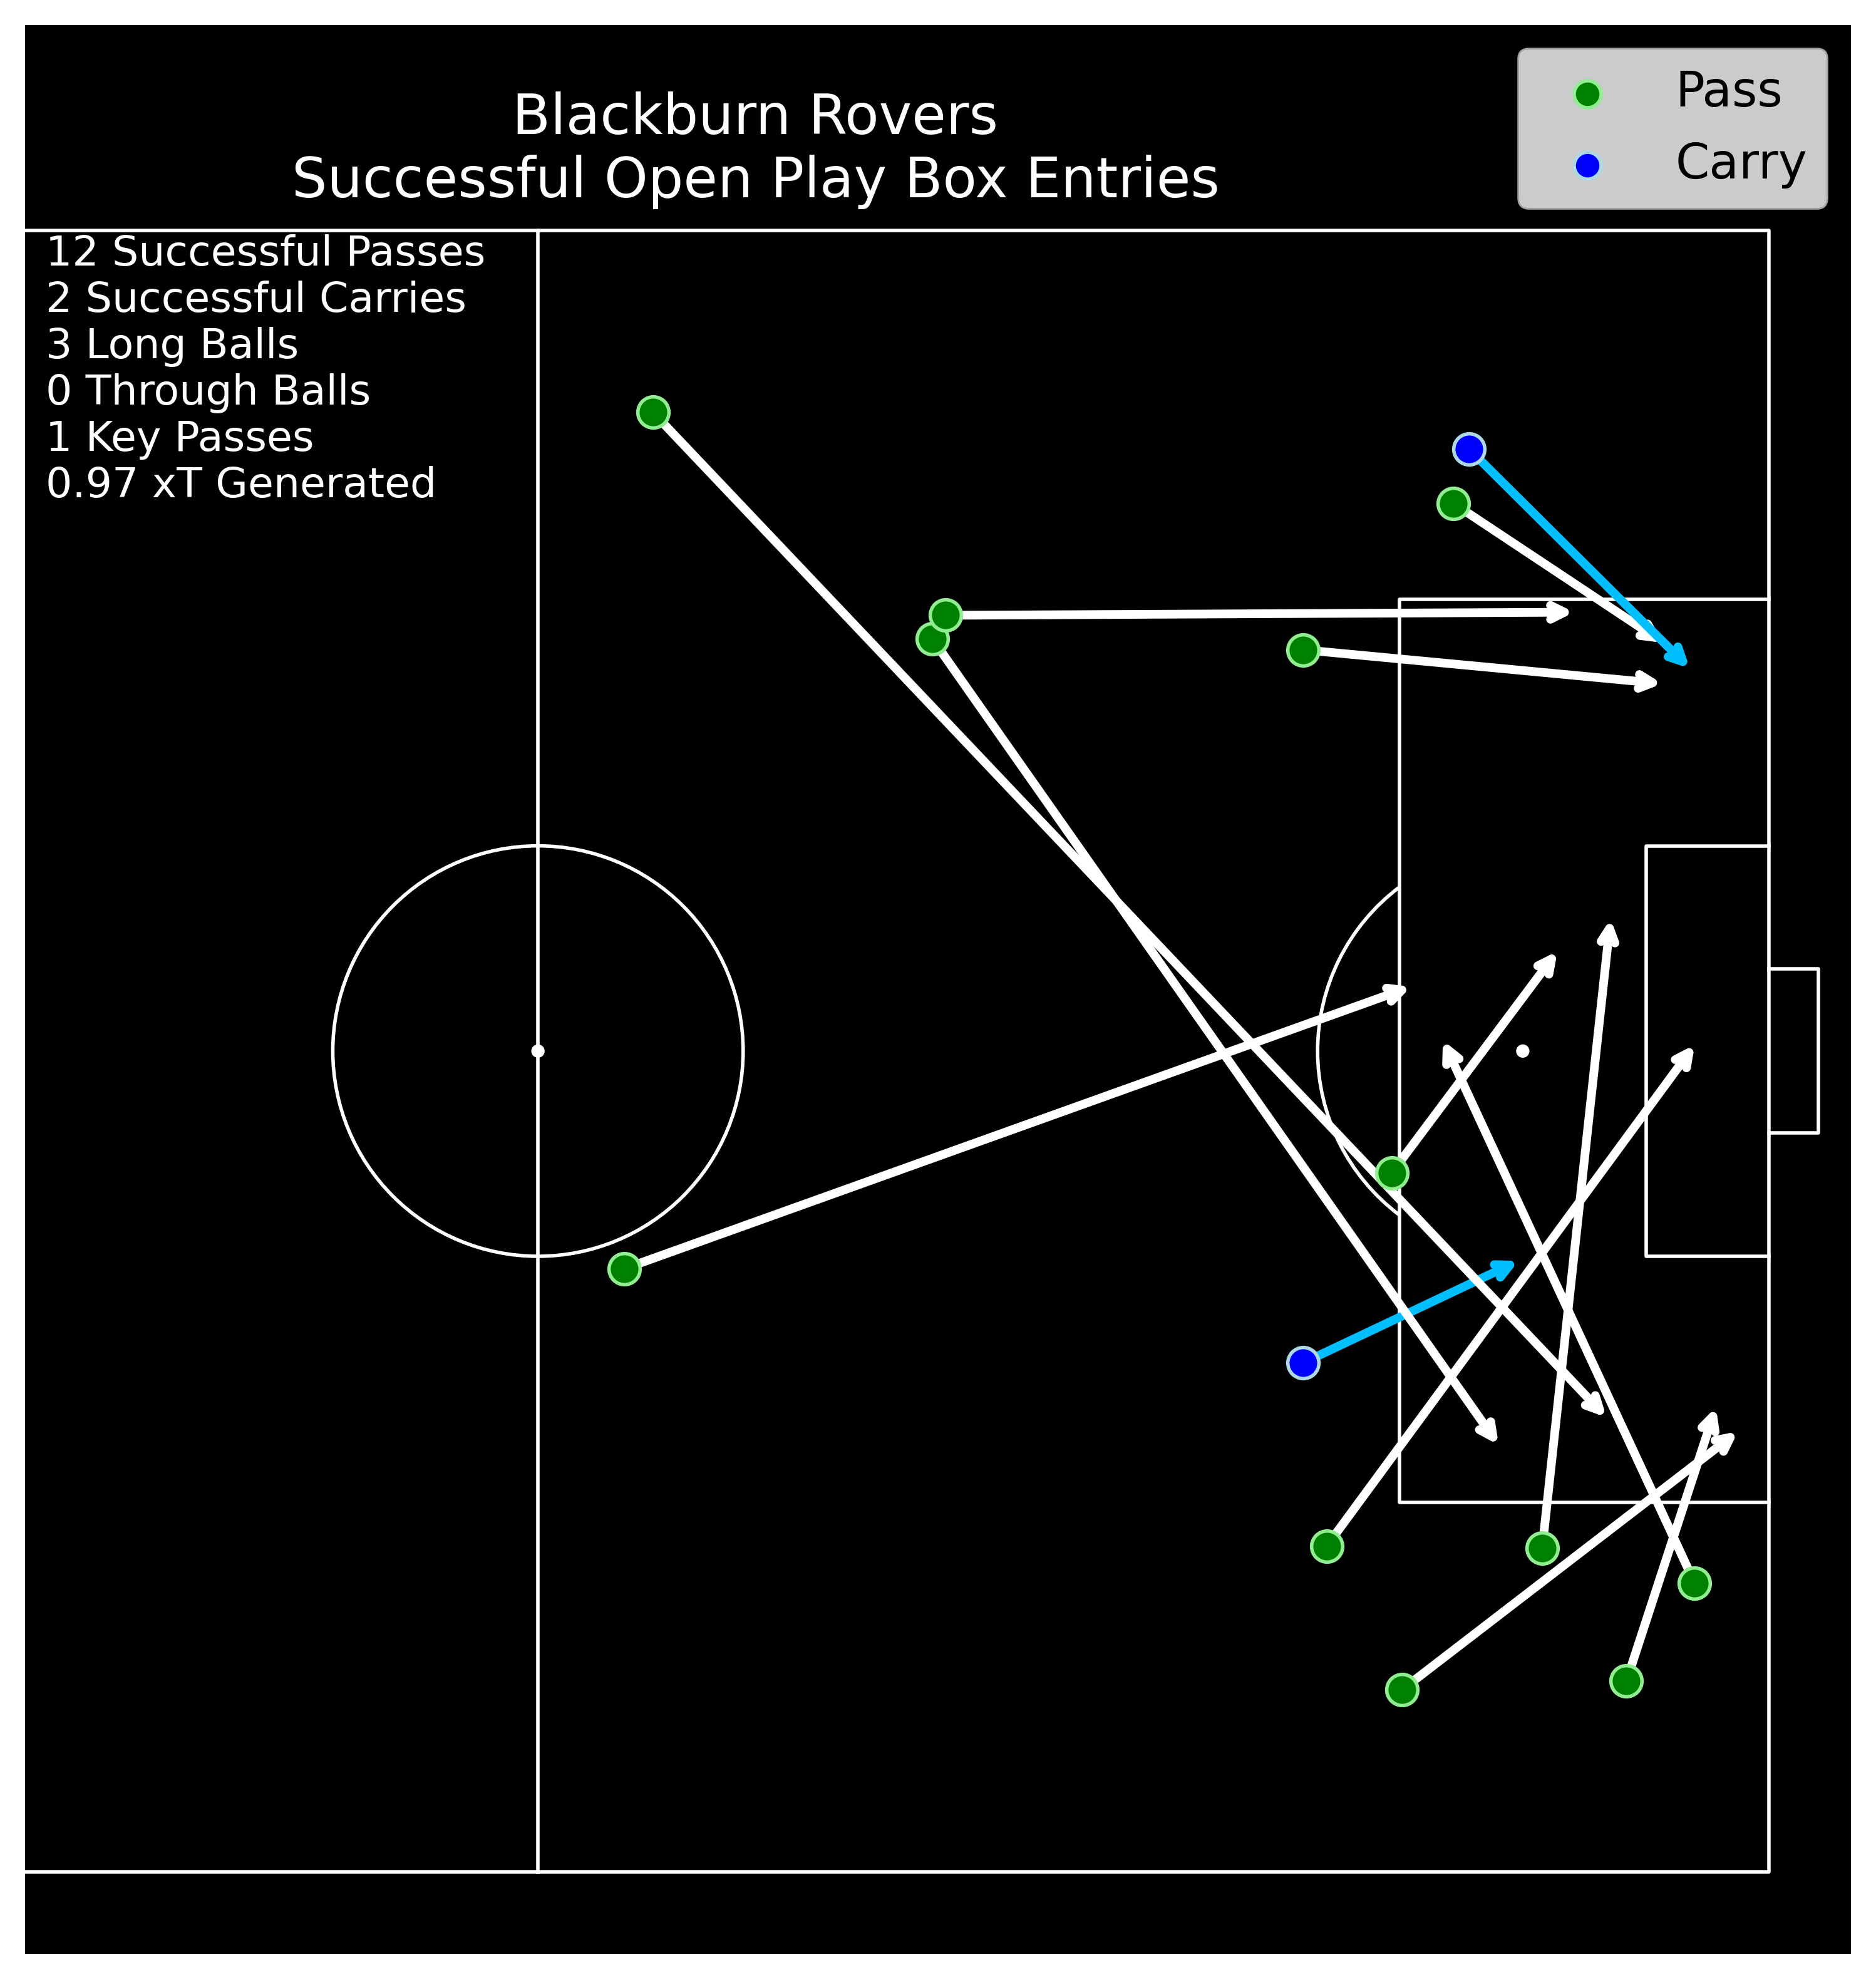 Blackburn Rovers
Successful Open Play Box Entries
Pass
Carry
12 Successful Passes
2 Successful Carries
3 Long Balls
0 Through Balls
1 Key Passes
0.97 xT Generated